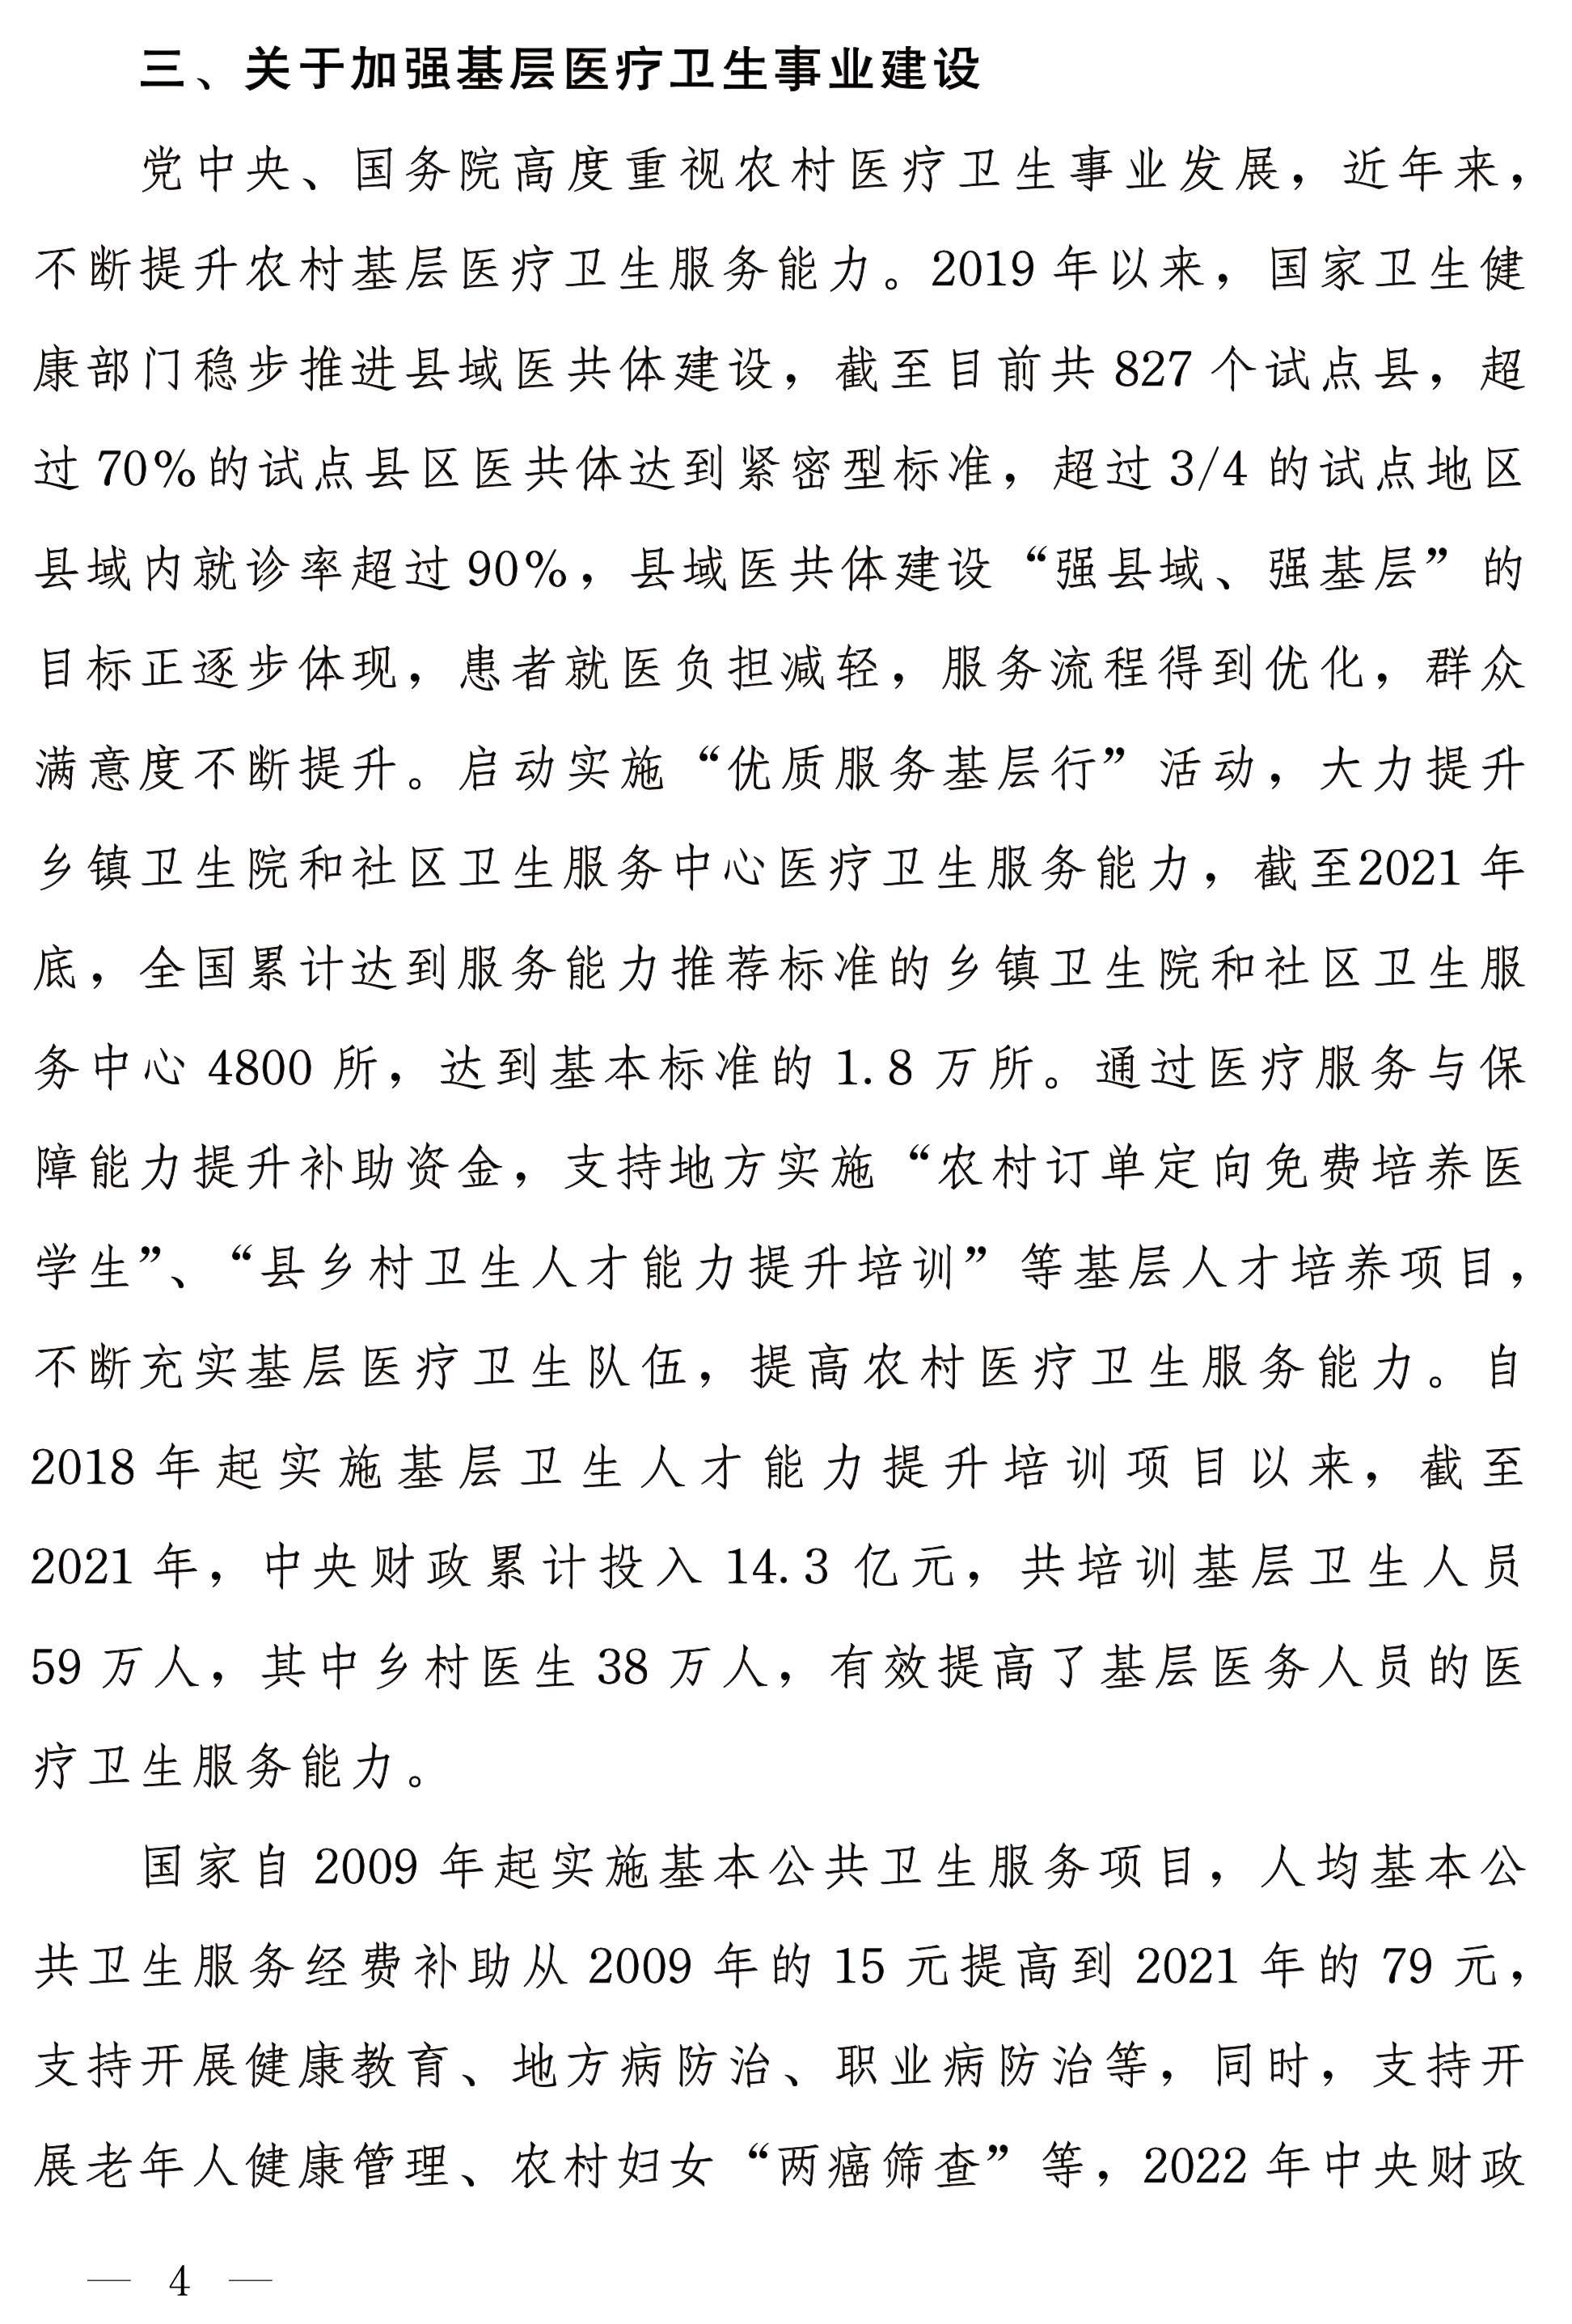 三、关于加强基层医疗卫生事业建设
党中央、国务院高度重视农村医疗卫生事业发展，近年来，
不断提升农村基层医疗卫生服务能力。2019 年以来，国家卫生健
康部门稳步推进县域医共体建设，截至目前共 827 个试点县，超
过 70%的试点县区医共体达到紧密型标准，超过 3/4 的试点地区
县域内就诊率超过 90%，县域医共体建设“强县域、强基层”的
目标正逐步体现，患者就医负担减轻，服务流程得到优化，群众
满意度不断提升。启动实施“优质服务基层行”活动，大力提升
乡镇卫生院和社区卫生服务中心医疗卫生服务能力，截至2021 年
底，全国累计达到服务能力推荐标准的乡镇卫生院和社区卫生服
务中心 4800 所，达到基本标准的 1.8 万所。通过医疗服务与保
障能力提升补助资金，支持地方实施“农村订单定向免费培养医
学生”、“县乡村卫生人才能力提升培训”等基层人才培养项目，
不断充实基层医疗卫生队伍，提高农村医疗卫生服务能力。自
2018 年起实施基层卫生人才能力提升培训项目以来，截至
2021 年，中央财政累计投入 14.3 亿元，共培训基层卫生人员
59 万人，其中乡村医生 38 万人，有效提高了基层医务人员的医
疗卫生服务能力。
国家自 2009 年起实施基本公共卫生服务项目，人均基本公
共卫生服务经费补助从 2009 年的 15 元提高到 2021 年的 79 元，
支持开展健康教育、地方病防治、职业病防治等，同时，支持开
展老年人健康管理、农村妇女“两癌筛查”等，2022 年中央财政
— 4 —